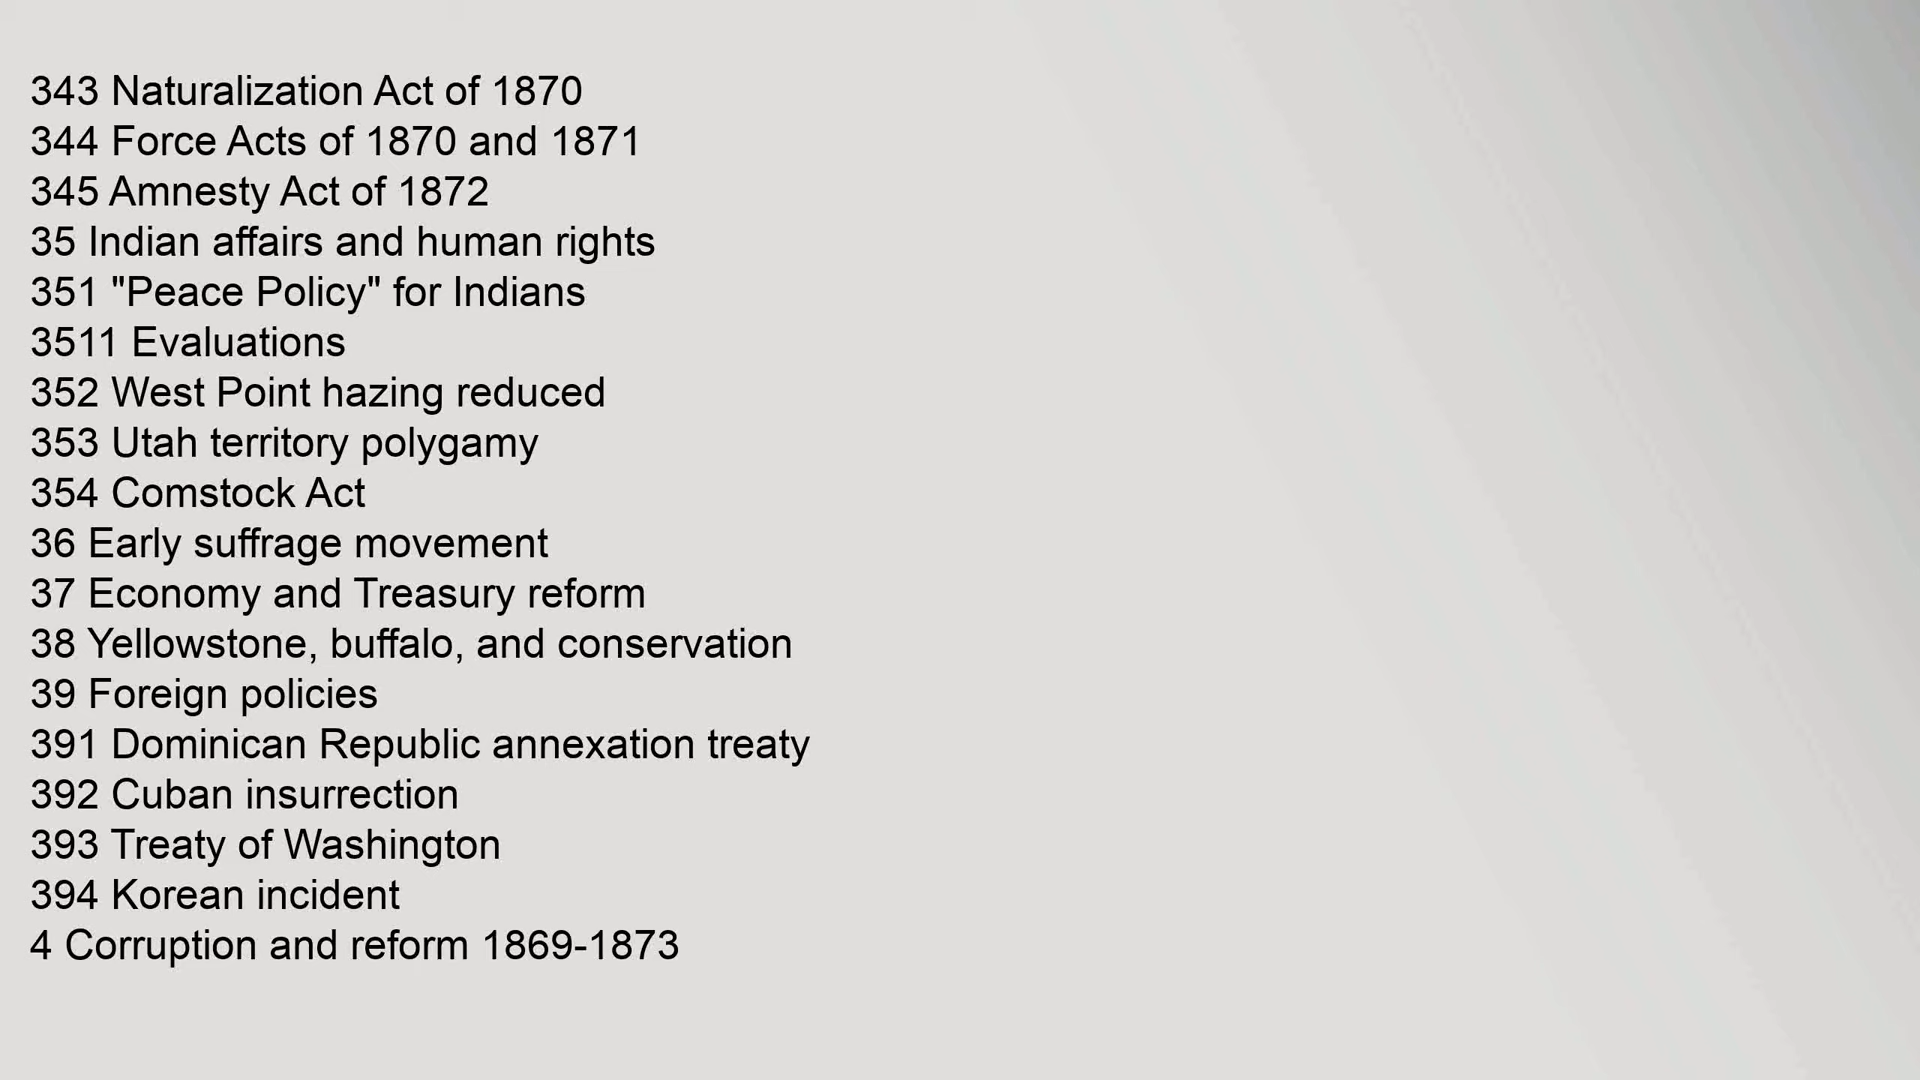 343 Naturalization Act of 1870
344 Force Acts of 1870 and 1871
345 Amnesty Act of 1872
35 Indian affairs and human rights
351 "Peace Policy" for Indians
3511 Evaluations
352 West Point hazing reduced
353 Utah territory polygamy
354 Comstock Act
36 Early suffrage movement
37 Economy and Treasury reform
38 Yellowstone, buffalo, and conservation
39 Foreign policies
391 Dominican Republic annexation treaty
392 Cuban insurrection
393 Treaty of Washington
394 Korean incident
4 Corruption and reform 1869-1873